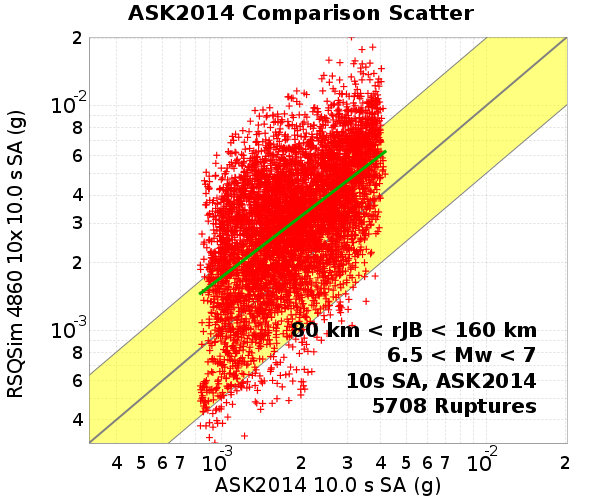 ASK2014 Comparison Scatter
RSQSim 4860 10x 10.0 s SA (g)
2
10-2
8
6
4
3
2
10-3
8
6
4
80 km < rJB < 160 km
6.5 < Mw < 7
10s SA, ASK2014
5708 Ruptures
4 5 6 7 10-3 2 3 4 5 6 7 10-2 2
ASK2014 10.0 s SA (g)